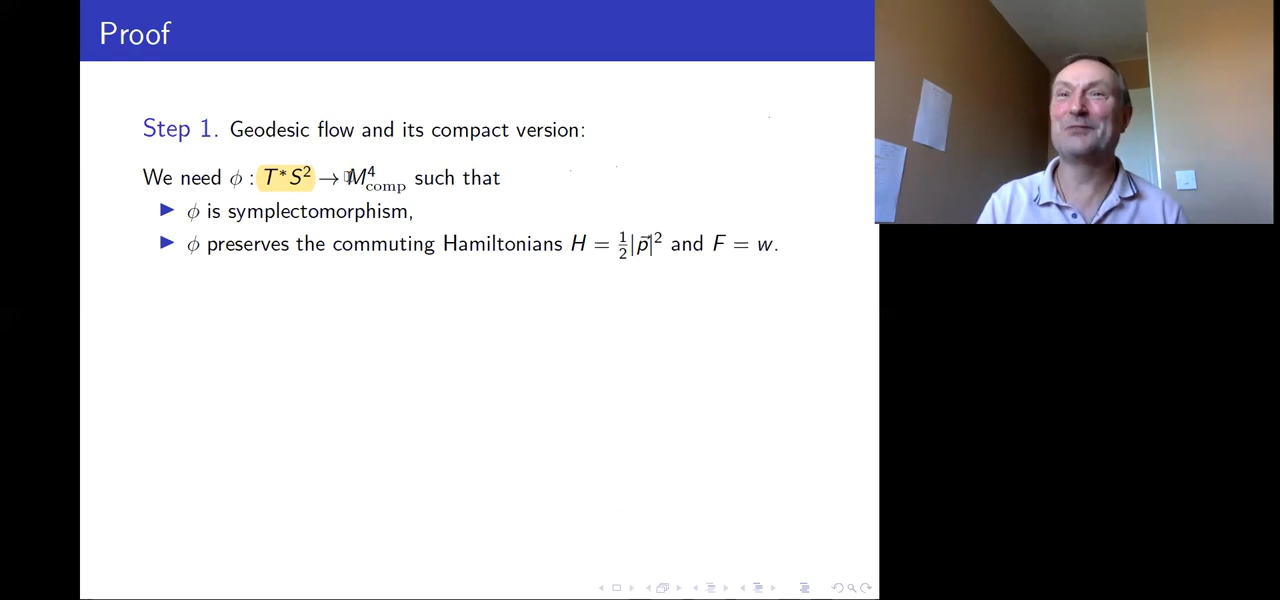 Proof
Step 1. Geodesic flow and its compact version:
We need ϕ : T*S² → M⁴comp such that
ϕ is symplectomorphism,
ϕ preserves the commuting Hamiltonians H = ½|p⃗|² and F = w.